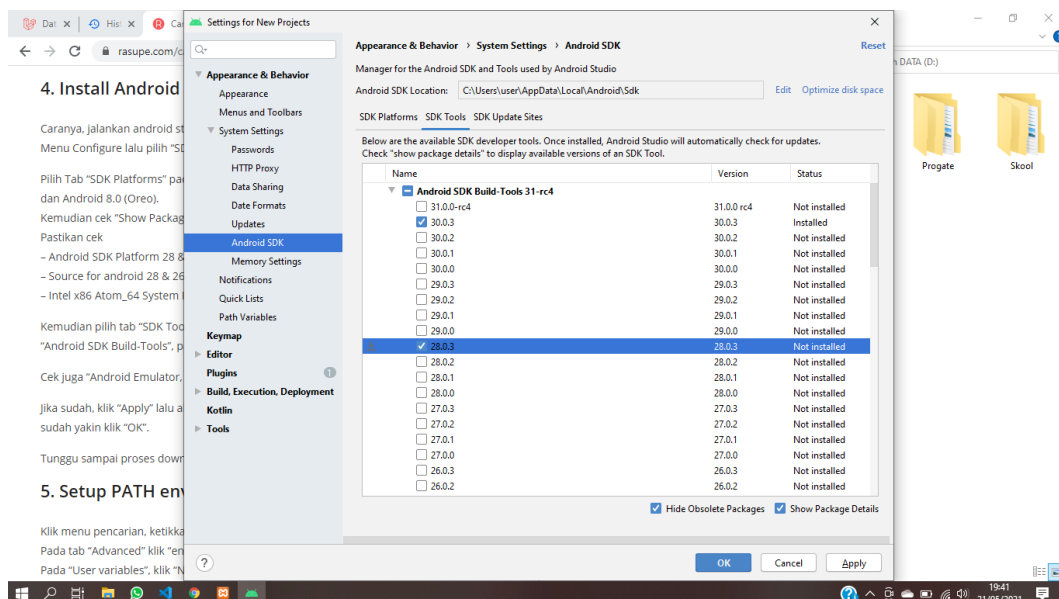 Dat
His
Ca
rasupe.com/c
4. Install Android
Caranya, jalankan android st
Menu Configure lalu pilih "SD
Pilih Tab "SDK Platforms" pa
dan Android 8.0 (Oreo).
Kemudian cek "Show Packag
Pastikan cek
– Android SDK Platform 28 &
– Source for android 28 & 26
– Intel x86 Atom_64 System
Kemudian pilih tab "SDK Too
"Android SDK Build-Tools", p
Cek juga "Android Emulator,
Jika sudah, klik "Apply" lalu a
sudah yakin klik "OK".
Tunggu sampai proses down
5. Setup PATH env
Klik menu pencarian, ketikka
Pada tab "Advanced" klik "en
Pada "User variables", klik "N
Settings for New Projects
Appearance & Behavior
Appearance
Menus and Toolbars
System Settings
Passwords
HTTP Proxy
Data Sharing
Date Formats
Updates
Android SDK
Memory Settings
Notifications
Quick Lists
Path Variables
Keymap
Editor
Plugins 1
Build, Execution, Deployment
Kotlin
Tools
Appearance & Behavior › System Settings › Android SDK Reset
Manager for the Android SDK and Tools used by Android Studio
Android SDK Location: C:\Users\user\AppData\Local\Android\Sdk Edit Optimize disk space
SDK Platforms SDK Tools SDK Update Sites
Below are the available SDK developer tools. Once installed, Android Studio will automatically check for updates.
Check "show package details" to display available versions of an SDK Tool.
Name Version Status
Android SDK Build-Tools 31-rc4
31.0.0-rc4 31.0.0 rc4 Not installed
30.0.3 30.0.3 Installed
30.0.2 30.0.2 Not installed
30.0.1 30.0.1 Not installed
30.0.0 30.0.0 Not installed
29.0.3 29.0.3 Not installed
29.0.2 29.0.2 Not installed
29.0.1 29.0.1 Not installed
29.0.0 29.0.0 Not installed
28.0.3 28.0.3 Not installed
28.0.2 28.0.2 Not installed
28.0.1 28.0.1 Not installed
28.0.0 28.0.0 Not installed
27.0.3 27.0.3 Not installed
27.0.2 27.0.2 Not installed
27.0.1 27.0.1 Not installed
27.0.0 27.0.0 Not installed
26.0.3 26.0.3 Not installed
26.0.2 26.0.2 Not installed
Hide Obsolete Packages Show Package Details
? OK Cancel Apply
DATA (D:)
Progate Skool
19:41
21/05/2021